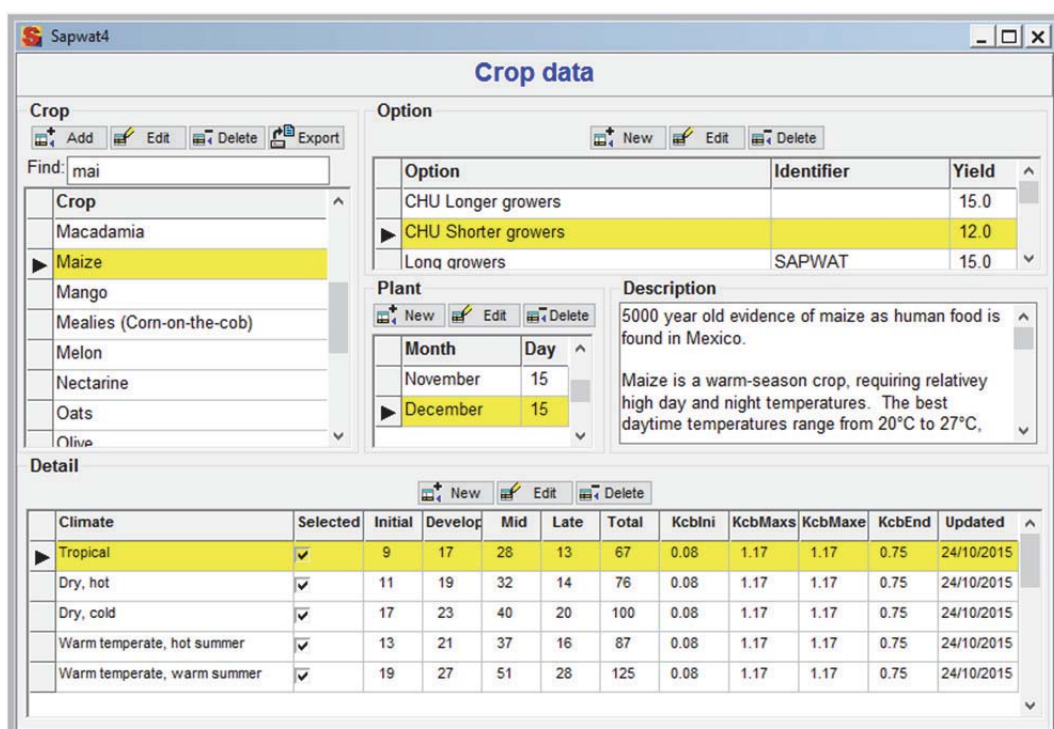 Sapwat4
Crop data
Crop
Add Edit Delete Export
Find: mai
Crop
Macadamia
Maize
Mango
Mealies (Corn-on-the-cob)
Melon
Nectarine
Oats
Olive
Option
New Edit Delete
Option Identifier Yield
CHU Longer growers 15.0
CHU Shorter growers 12.0
Long growers SAPWAT 15.0
Plant
New Edit Delete
Month Day
November 15
December 15
Description
5000 year old evidence of maize as human food is
found in Mexico.
Maize is a warm-season crop, requiring relativey
high day and night temperatures. The best
daytime temperatures range from 20°C to 27°C,
Detail
New Edit Delete
Climate Selected Initial Develop Mid Late Total KcbIni KcbMaxs KcbMaxe KcbEnd Updated
Tropical 9 17 28 13 67 0.08 1.17 1.17 0.75 24/10/2015
Dry, hot 11 19 32 14 76 0.08 1.17 1.17 0.75 24/10/2015
Dry, cold 17 23 40 20 100 0.08 1.17 1.17 0.75 24/10/2015
Warm temperate, hot summer 13 21 37 16 87 0.08 1.17 1.17 0.75 24/10/2015
Warm temperate, warm summer 19 27 51 28 125 0.08 1.17 1.17 0.75 24/10/2015